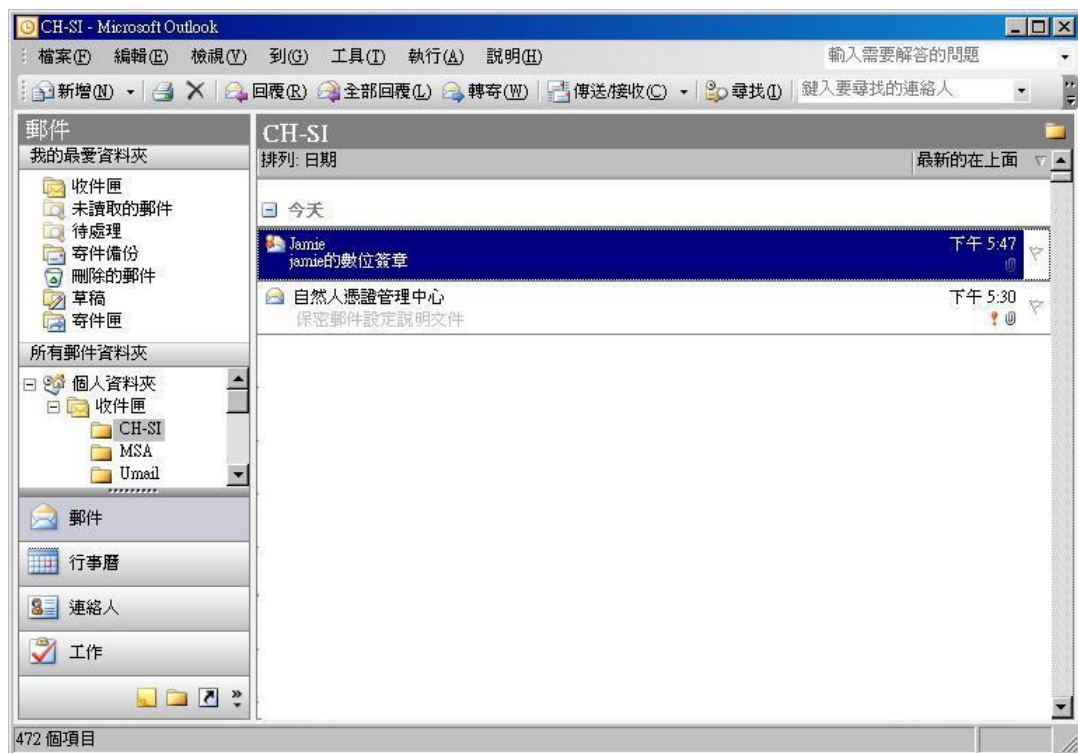 CH-SI - Microsoft Outlook
檔案(F) 編輯(E) 檢視(V) 到(G) 工具(T) 執行(A) 說明(H) 輸入需要解答的問題
新增(N) 回覆(R) 全部回覆(L) 轉寄(W) 傳送/接收(C) 尋找(I) 鍵入要尋找的連絡人
郵件
我的最愛資料夾
收件匣
未讀取的郵件
待處理
寄件備份
刪除的郵件
草稿
寄件匣
所有郵件資料夾
個人資料夾
收件匣
CH-SI
MSA
Umail
郵件
行事曆
連絡人
工作
CH-SI
排列: 日期 最新的在上面
今天
Jamie 下午 5:47
jamie的數位簽章
自然人憑證管理中心 下午 5:30
保密郵件設定說明文件
472 個項目